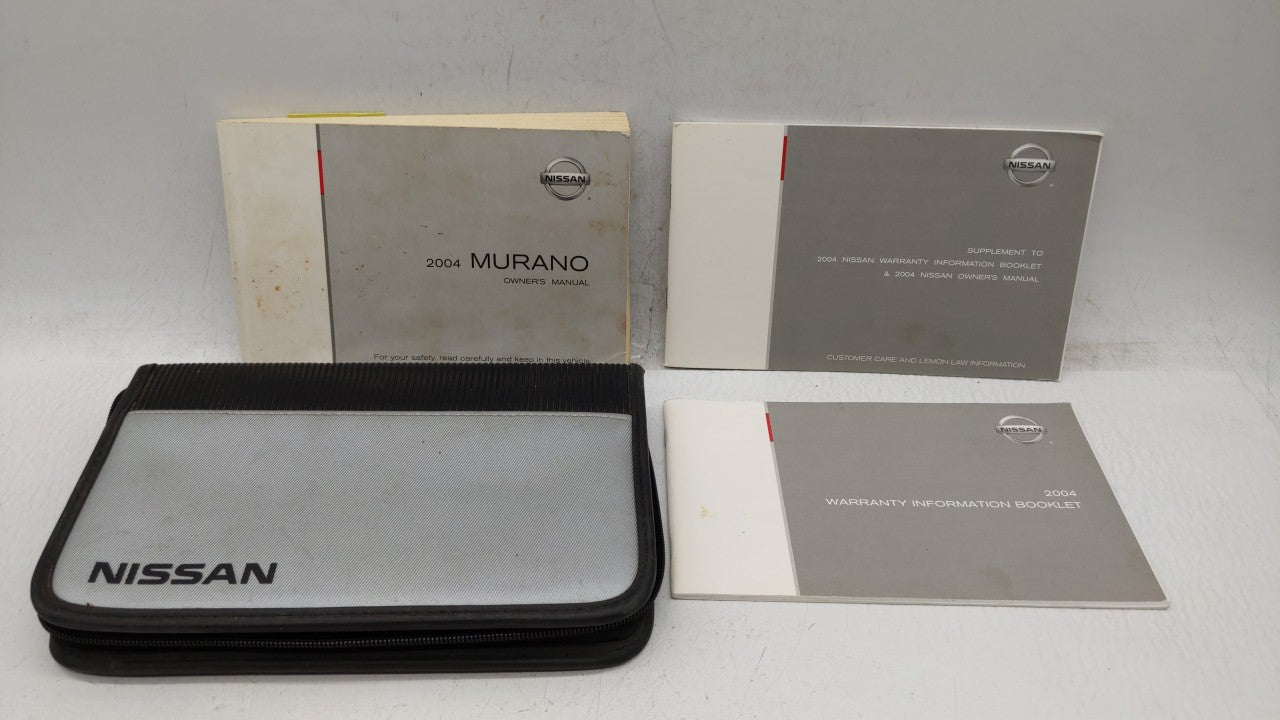 NISSAN
2004 MURANO
OWNER'S MANUAL
For your safety, read carefully and keep in this vehicle.
NISSAN
SUPPLEMENT TO
2004 NISSAN WARRANTY INFORMATION BOOKLET
& 2004 NISSAN OWNER'S MANUAL
CUSTOMER CARE AND LEMON LAW INFORMATION
NISSAN
NISSAN
2004
WARRANTY INFORMATION BOOKLET